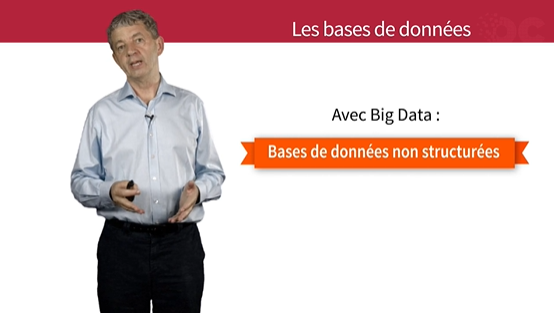 Les bases de données
Avec Big Data :
Bases de données non structurées